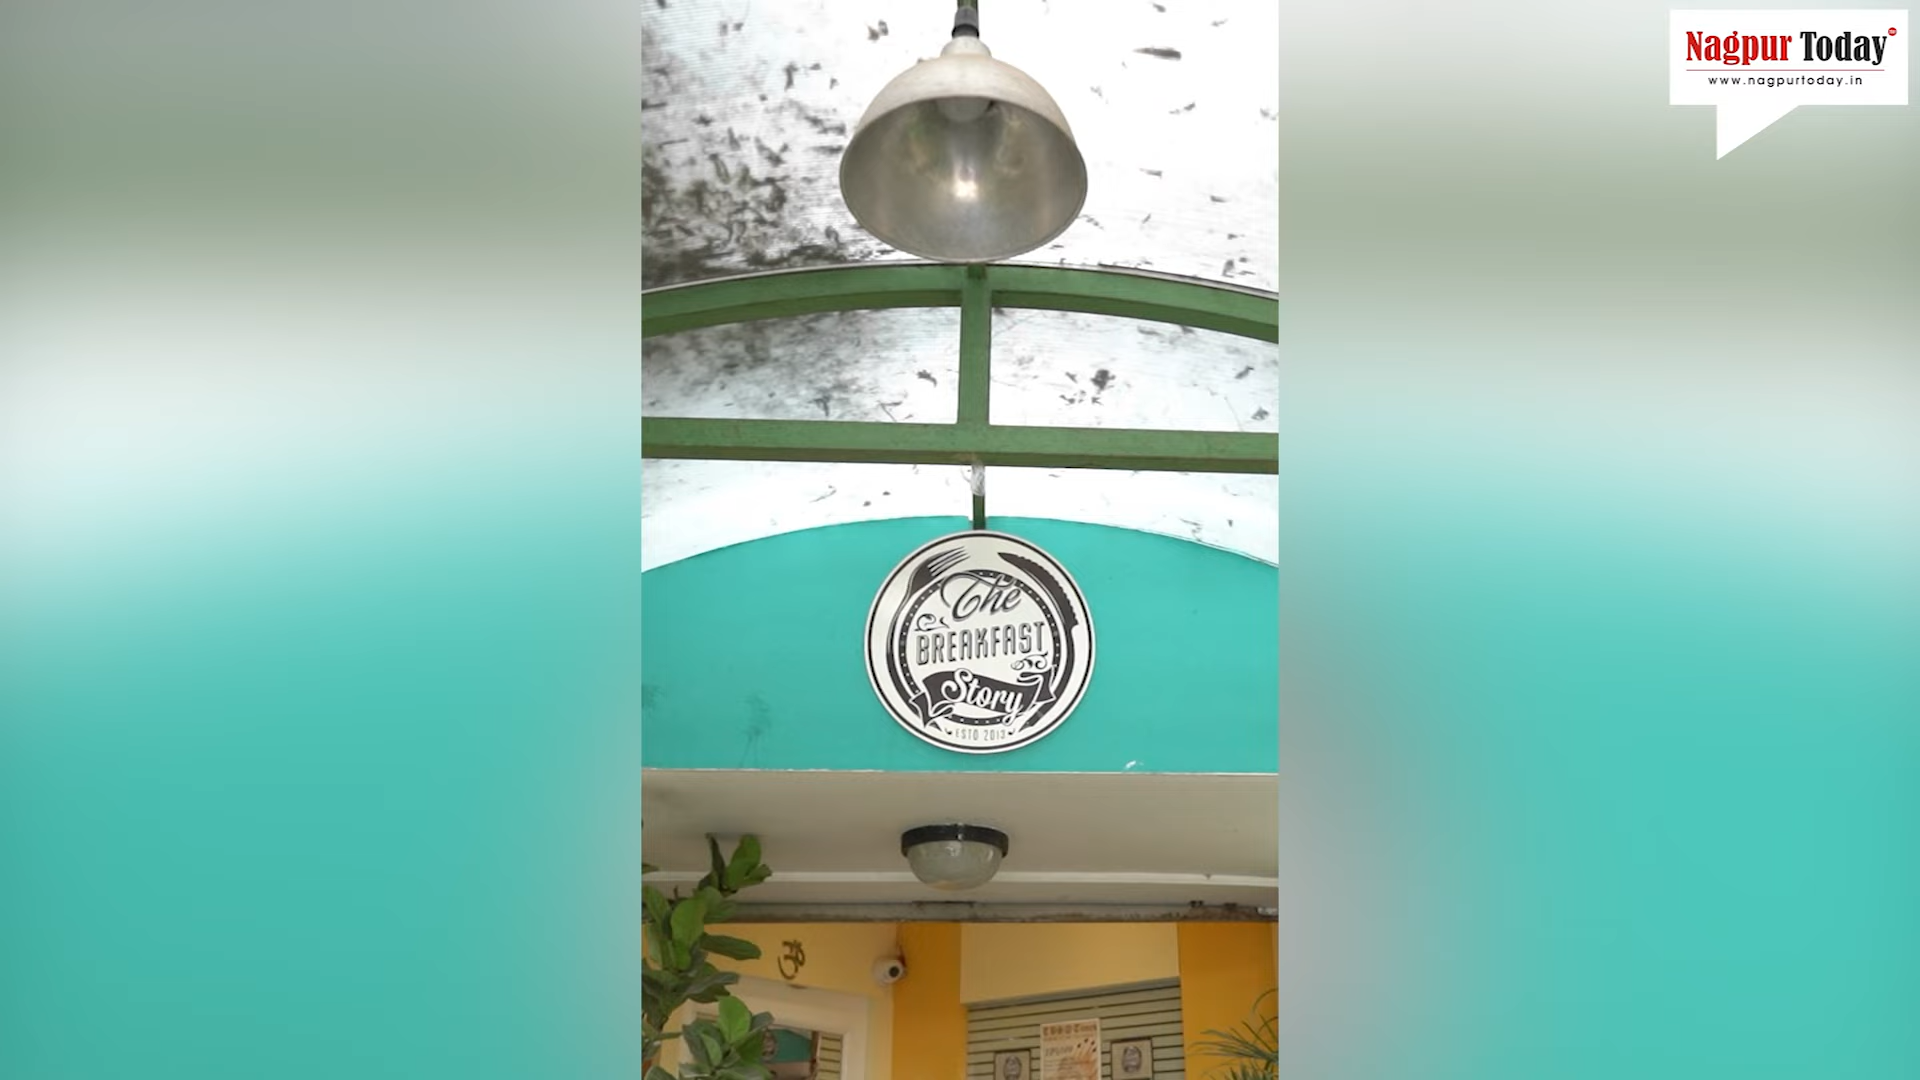 Nagpur Today
www.nagpurtoday.in
The
BREAKFAST
Story
ESTD 2013